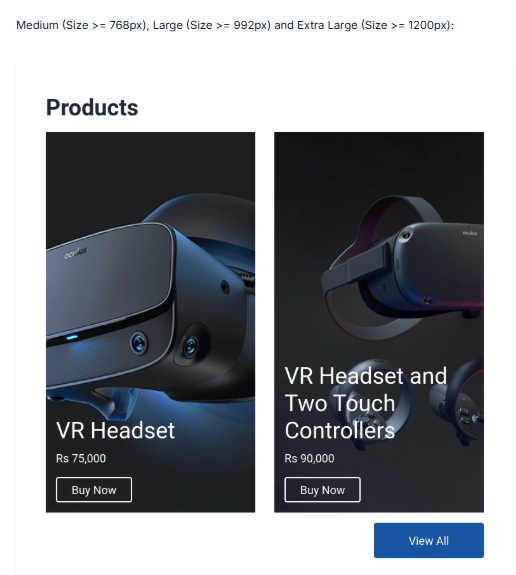 Medium (Size >= 768px), Large (Size >= 992px) and Extra Large (Size >= 1200px):
Products
oculus
oculus
VR Headset
Rs 75,000
Buy Now
VR Headset and
Two Touch
Controllers
Rs 90,000
Buy Now
View All